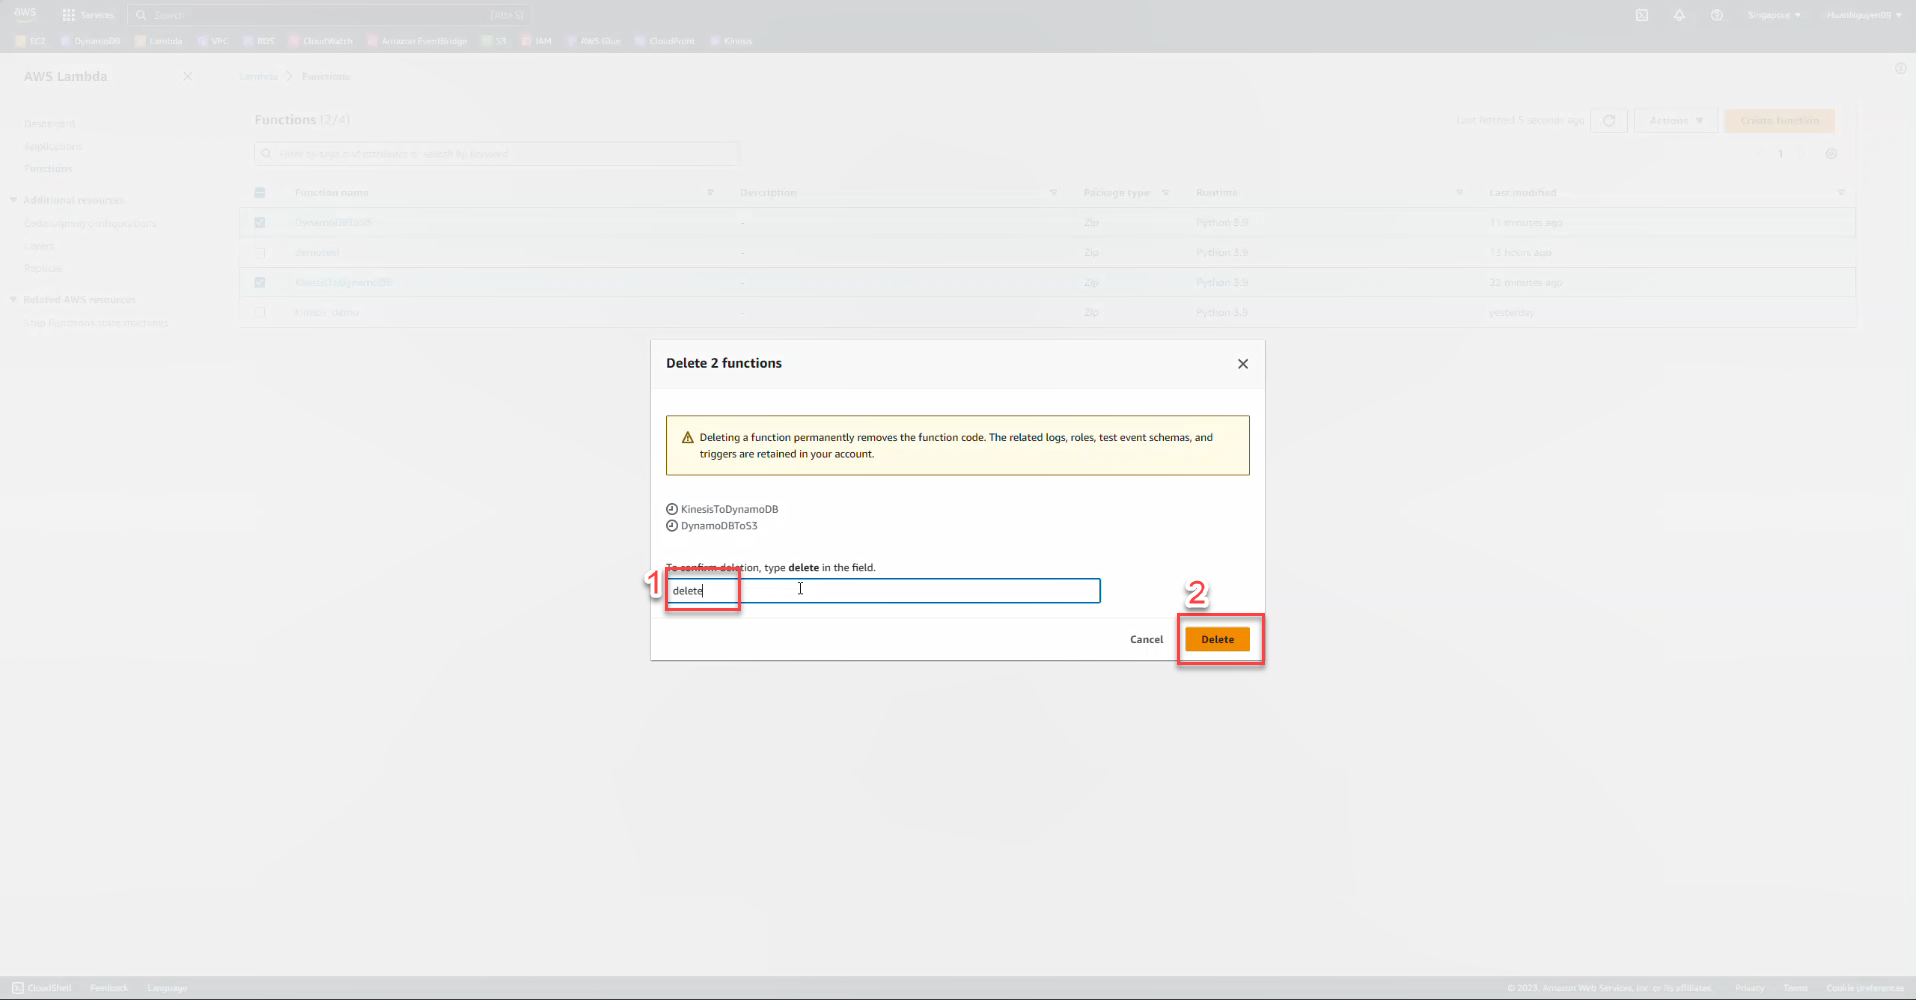 aws Services Search [Alt+S] Singapore
EC2 DynamoDB Lambda VPC RDS CloudWatch Amazon EventBridge S3 IAM AWS Glue CloudFront Kinesis
AWS Lambda
Lambda Functions
Dashboard
Applications
Functions
Additional resources
Code signing configurations
Layers
Replicas
Related AWS resources
Step Functions state machines
Functions (2/4)
Last fetched 5 seconds ago Actions Create function
Filter by tags and attributes or search by keyword
1
Function name Description Package type Runtime Last modified
DynamoDBToS3 - Zip Python 3.9 11 minutes ago
- Zip Python 3.9 13 hours ago
KinesisToDynamoDB - Zip Python 3.9 22 minutes ago
- Zip yesterday
Delete 2 functions
Deleting a function permanently removes the function code. The related logs, roles, test event schemas, and
triggers are retained in your account.
KinesisToDynamoDB
DynamoDBToS3
To confirm deletion, type delete in the field.
1
delete
2
Cancel Delete
CloudShell Feedback Language © 2023, Amazon Web Services, Inc. or its affiliates. Privacy Terms Cookie preferences